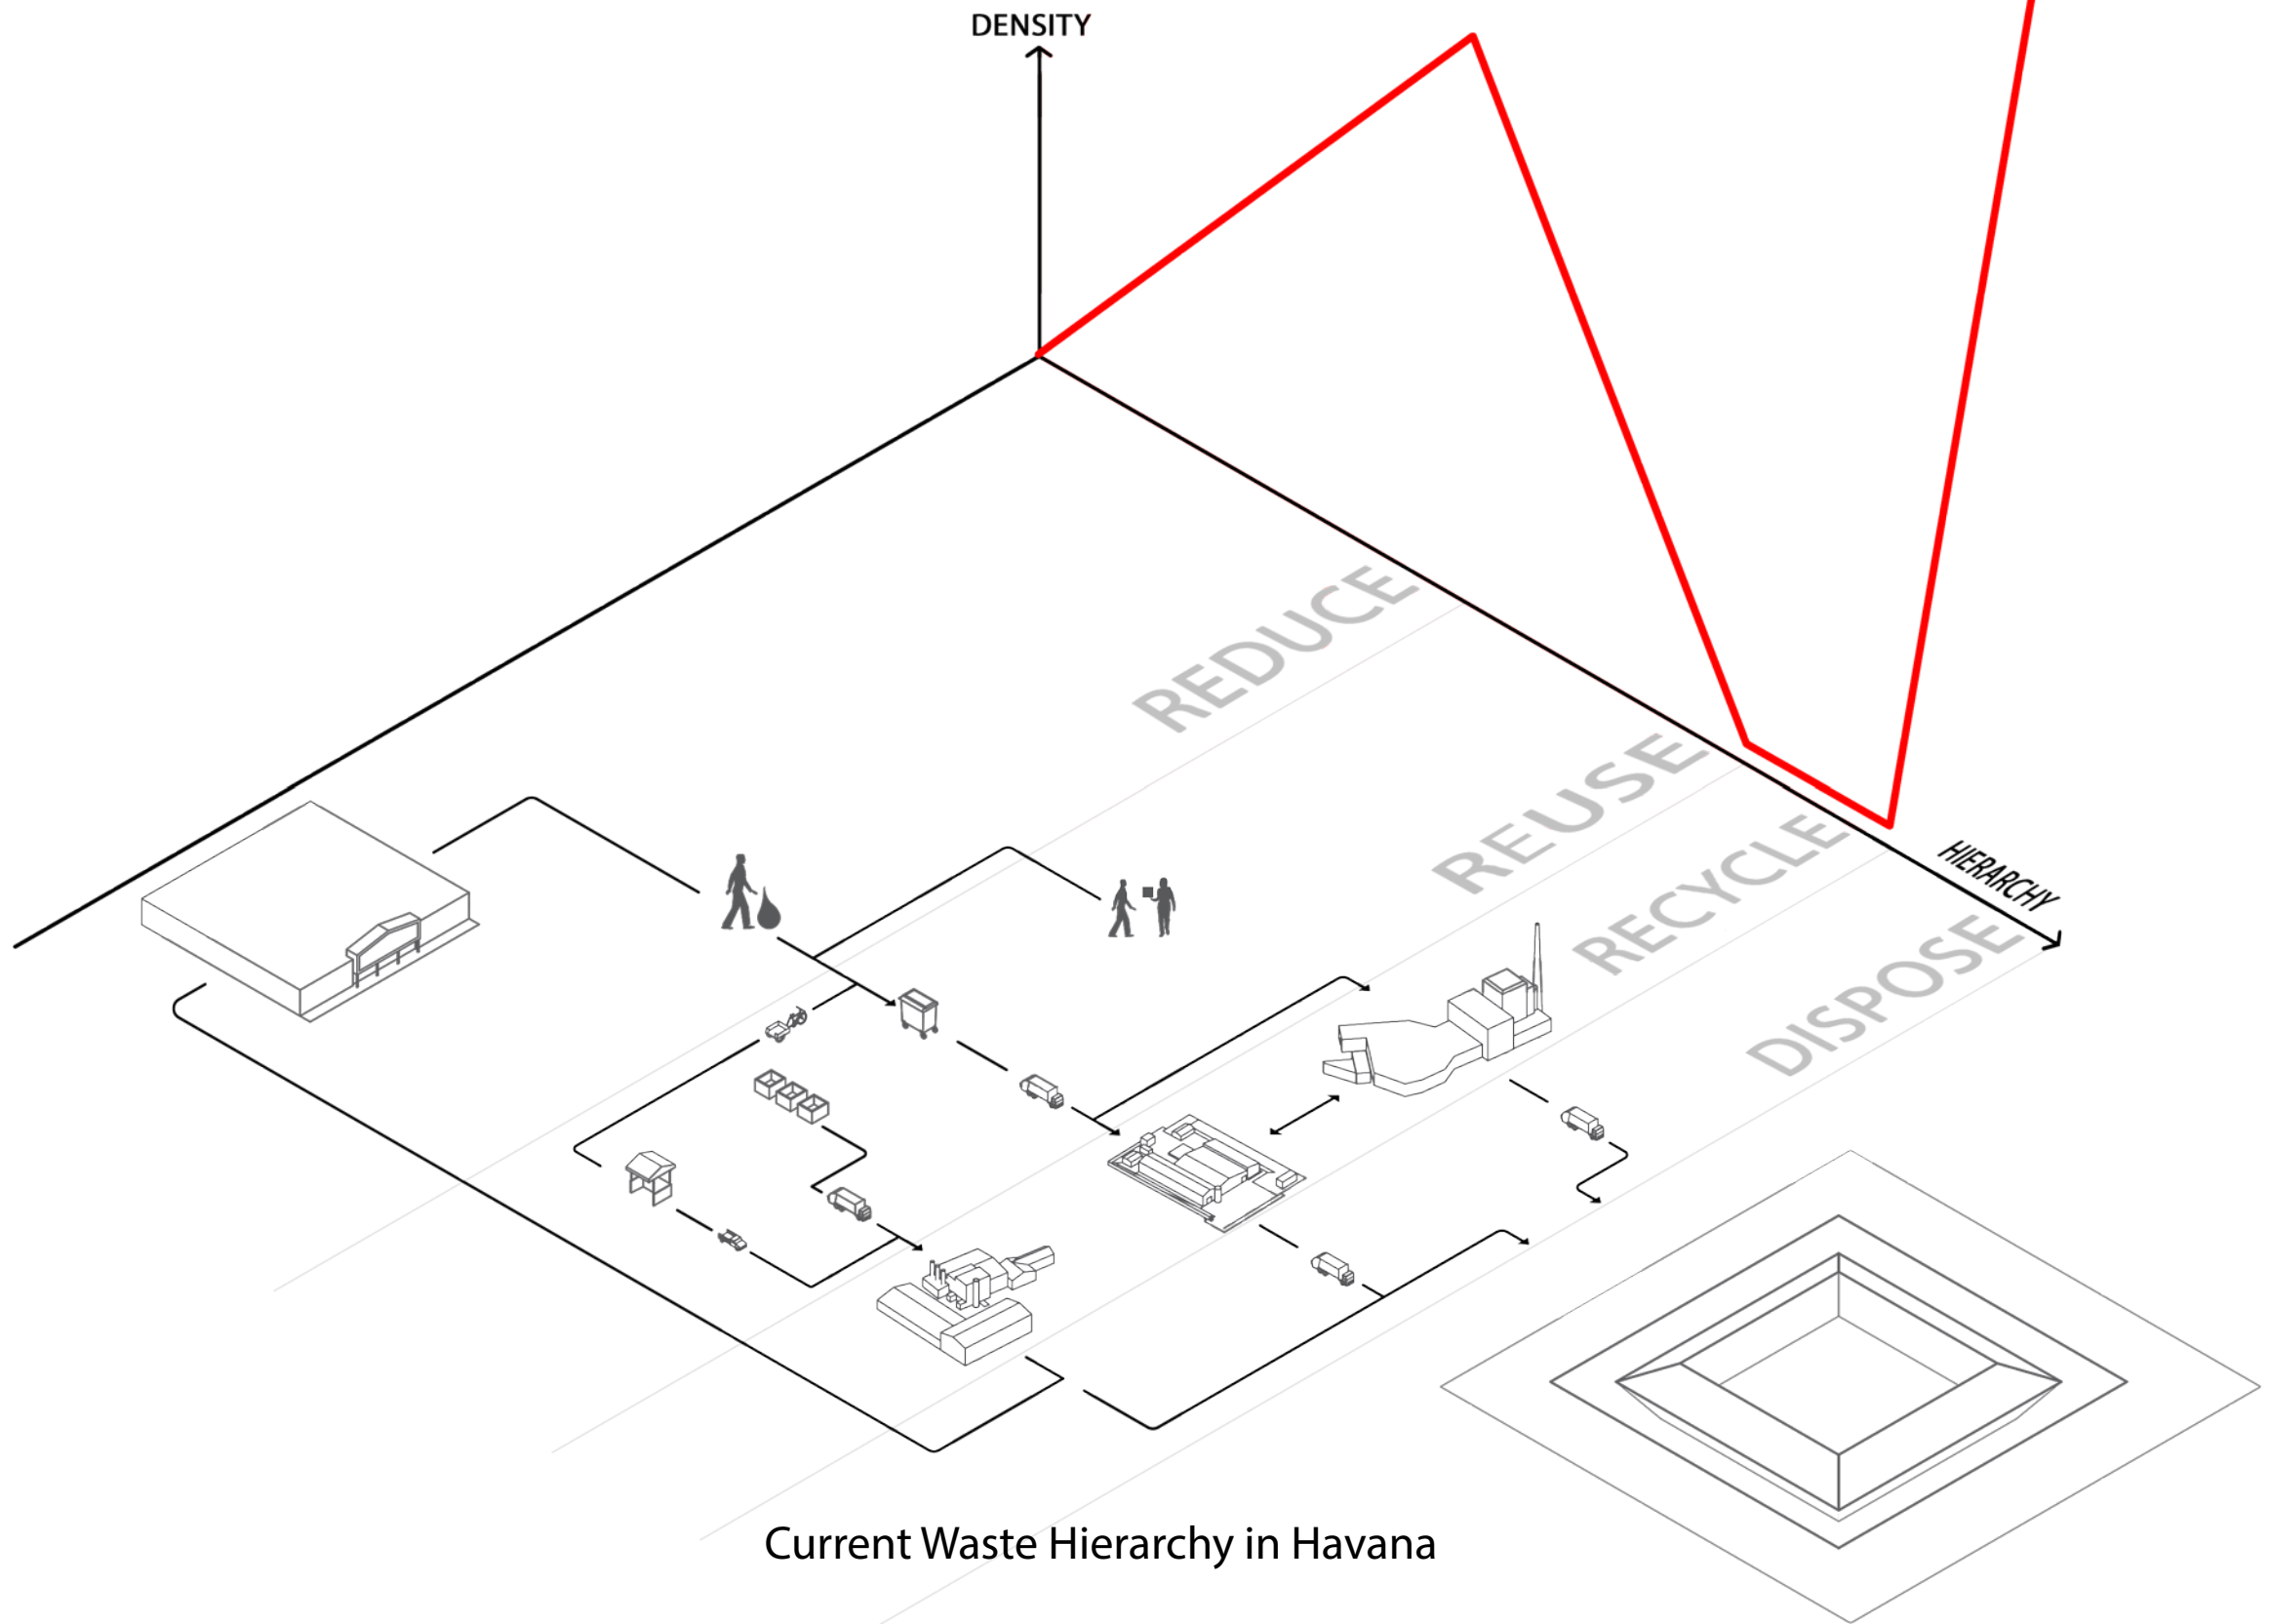 DENSITY
REDUCE
REUSE
RECYCLE
HIERARCHY
DISPOSE
Current Waste Hierarchy in Havana